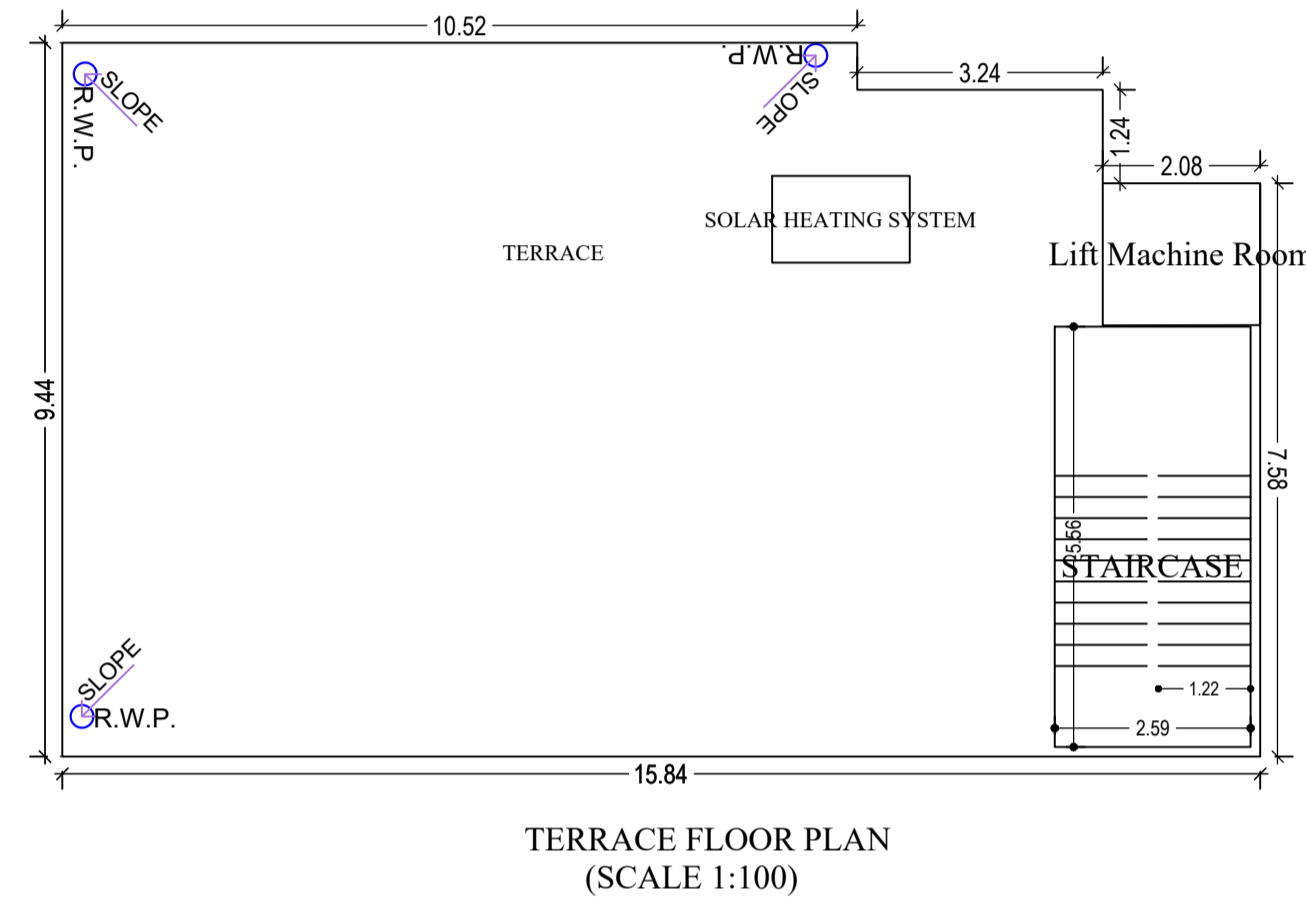 10.52
R.W.P.
SLOPE
3.24
SLOPE
R.W.P.
1.24
2.08
SOLAR HEATING SYSTEM
TERRACE
Lift Machine Room
9.44
7.58
5.56
STAIRCASE
SLOPE
R.W.P.
1.22
2.59
15.84
TERRACE FLOOR PLAN
(SCALE 1:100)